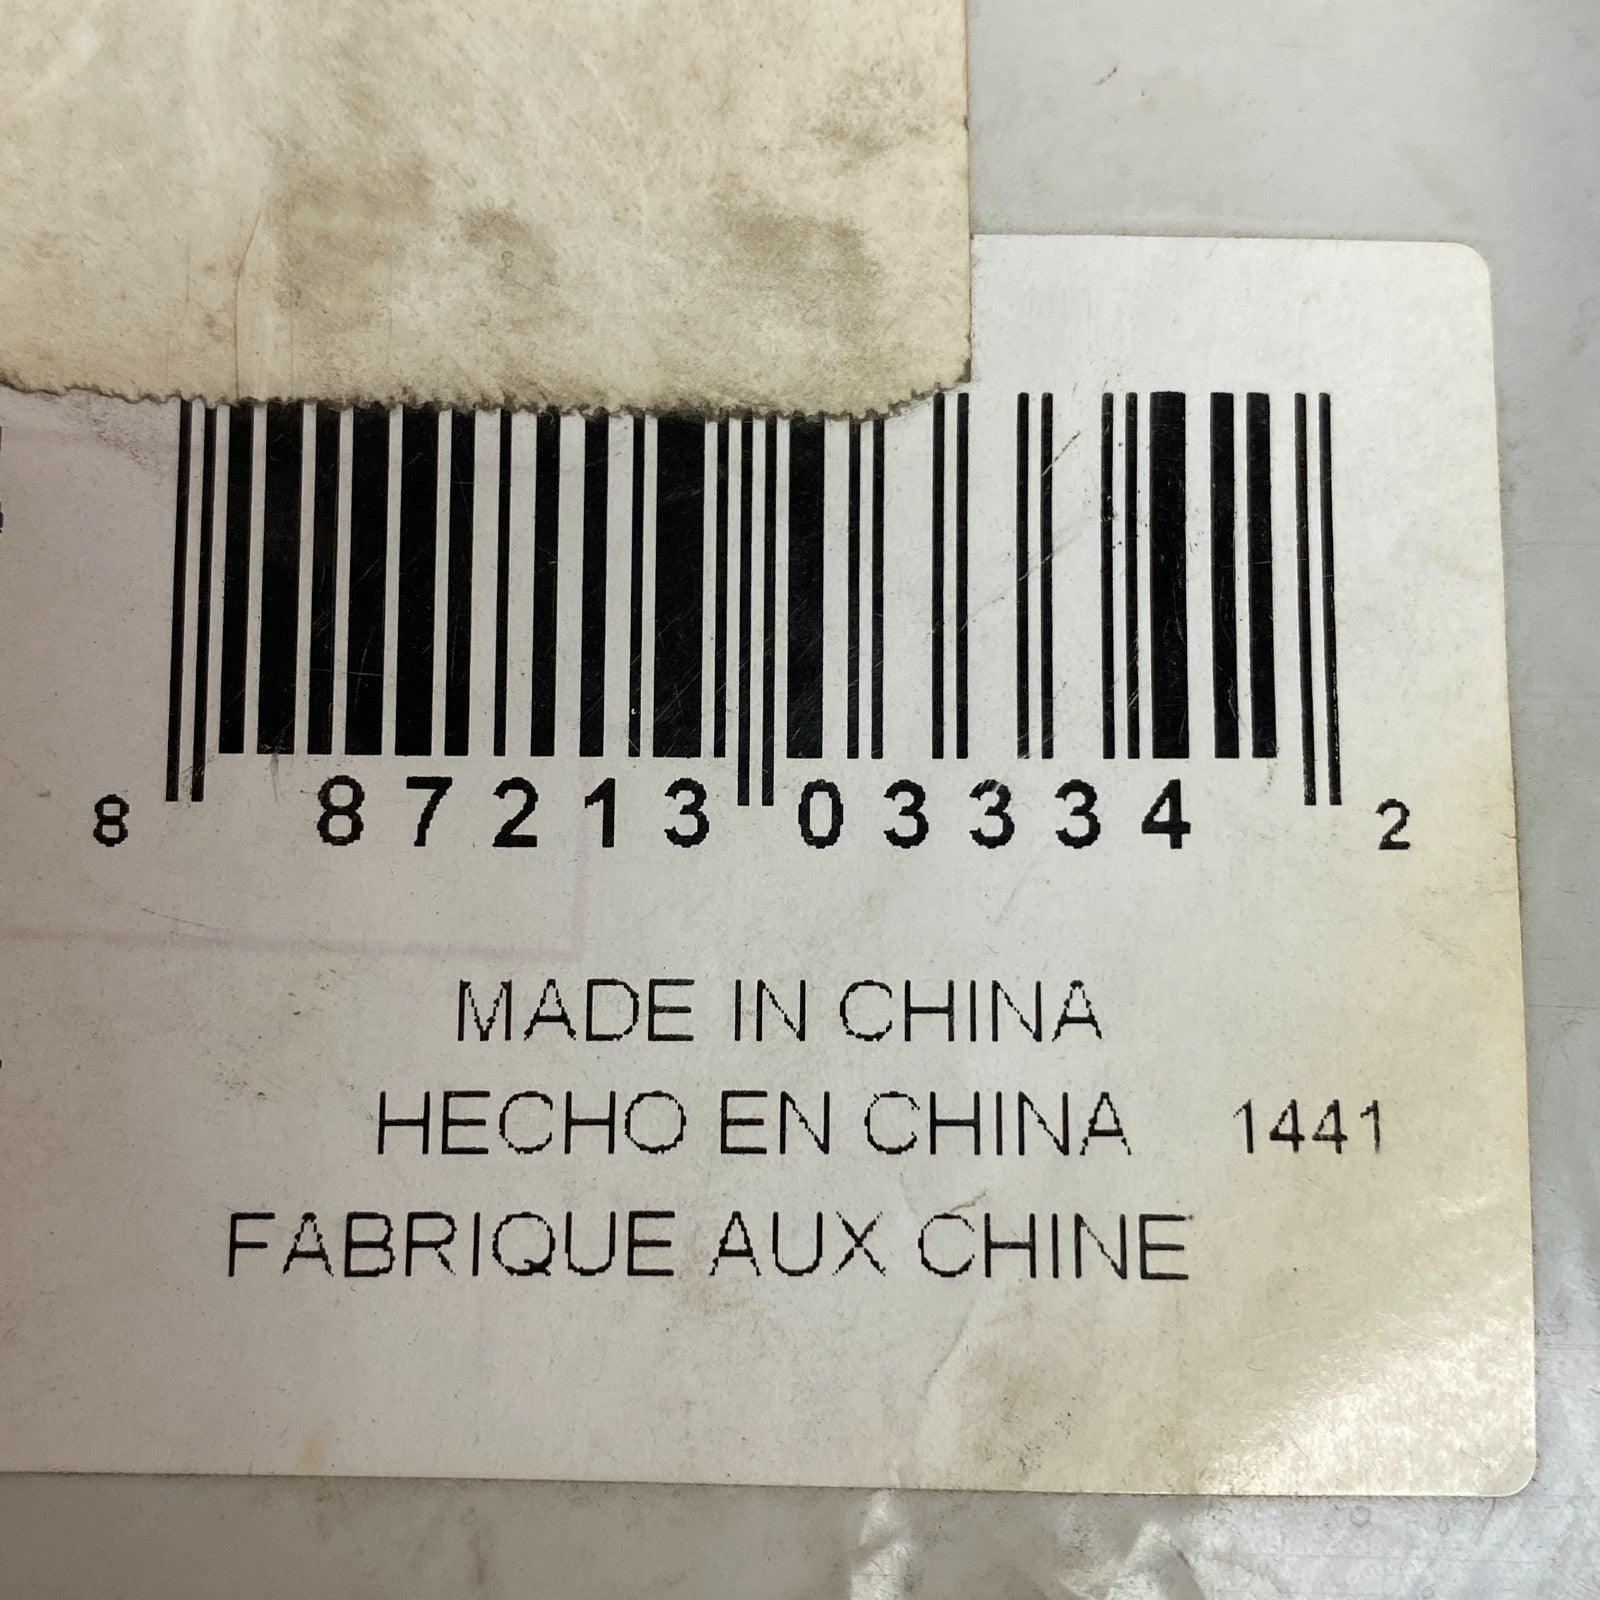 8 87213 03334 2
MADE IN CHINA
HECHO EN CHINA 1441
FABRIQUE AUX CHINE